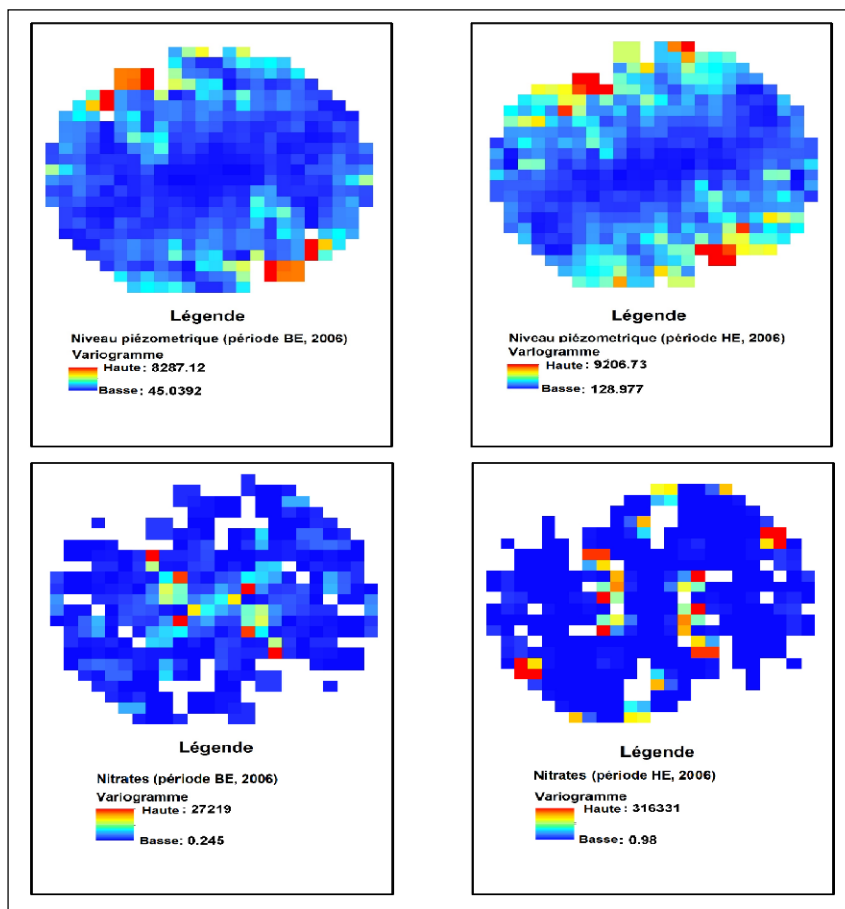 Légende
Niveau piézometrique (période BE, 2006)
Variogramme
Haute : 8287.12
Basse : 45.0392
Légende
Niveau piézometrique (période HE, 2006)
Variogramme
Haute : 9206.73
Basse : 128.977
Légende
Nitrates (période BE, 2006)
Variogramme
Haute : 27219
Basse : 0.245
Légende
Nitrates (période HE, 2006)
Variogramme
Haute : 316331
Basse : 0.98